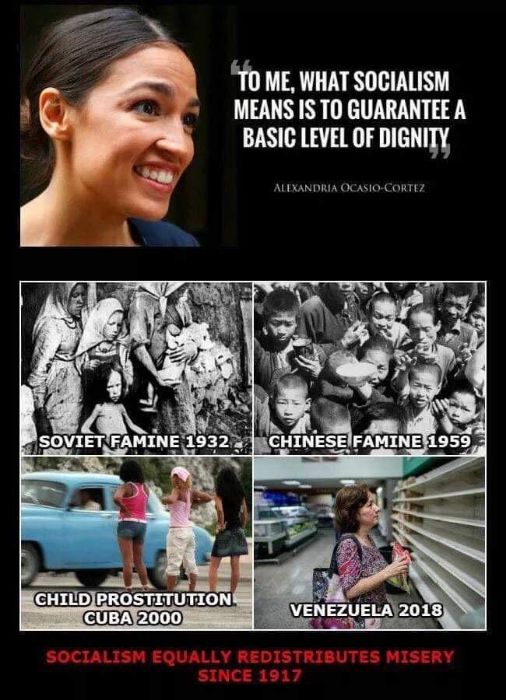 “TO ME, WHAT SOCIALISM
MEANS IS TO GUARANTEE A
BASIC LEVEL OF DIGNITY”
ALEXANDRIA OCASIO-CORTEZ
SOVIET FAMINE 1932
CHINESE FAMINE 1959
CHILD PROSTITUTION
CUBA 2000
VENEZUELA 2018
SOCIALISM EQUALLY REDISTRIBUTES MISERY
SINCE 1917